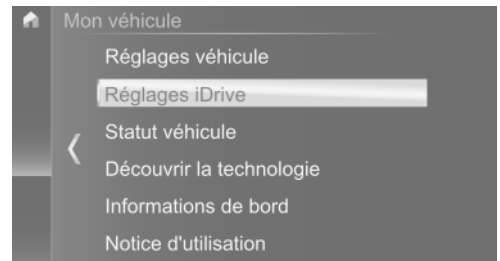 Mon véhicule
Réglages véhicule
Réglages iDrive
Statut véhicule
Découvrir la technologie
Informations de bord
Notice d'utilisation